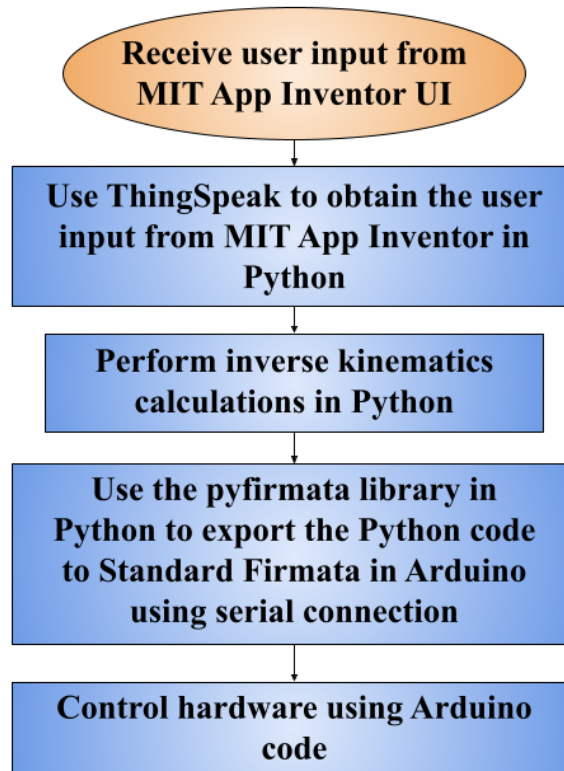 Receive user input from
MIT App Inventor UI
Use ThingSpeak to obtain the user
input from MIT App Inventor in
Python
Perform inverse kinematics
calculations in Python
Use the pyfirmata library in
Python to export the Python code
to Standard Firmata in Arduino
using serial connection
Control hardware using Arduino
code